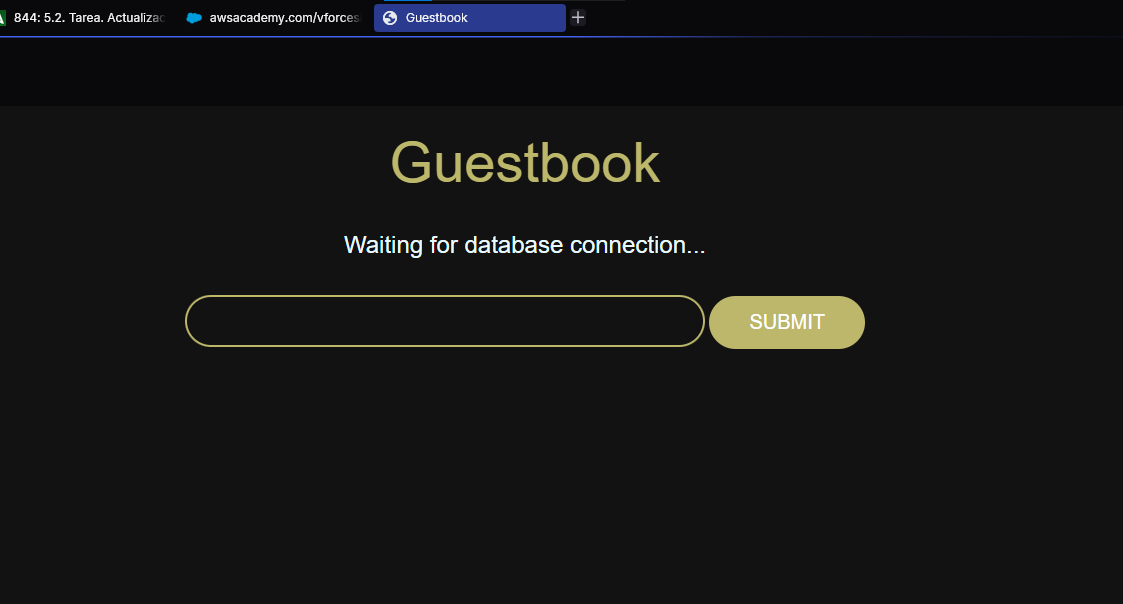 844: 5.2. Tarea. Actualizac
awsacademy.com/vforces
Guestbook
Guestbook
Waiting for database connection...
SUBMIT